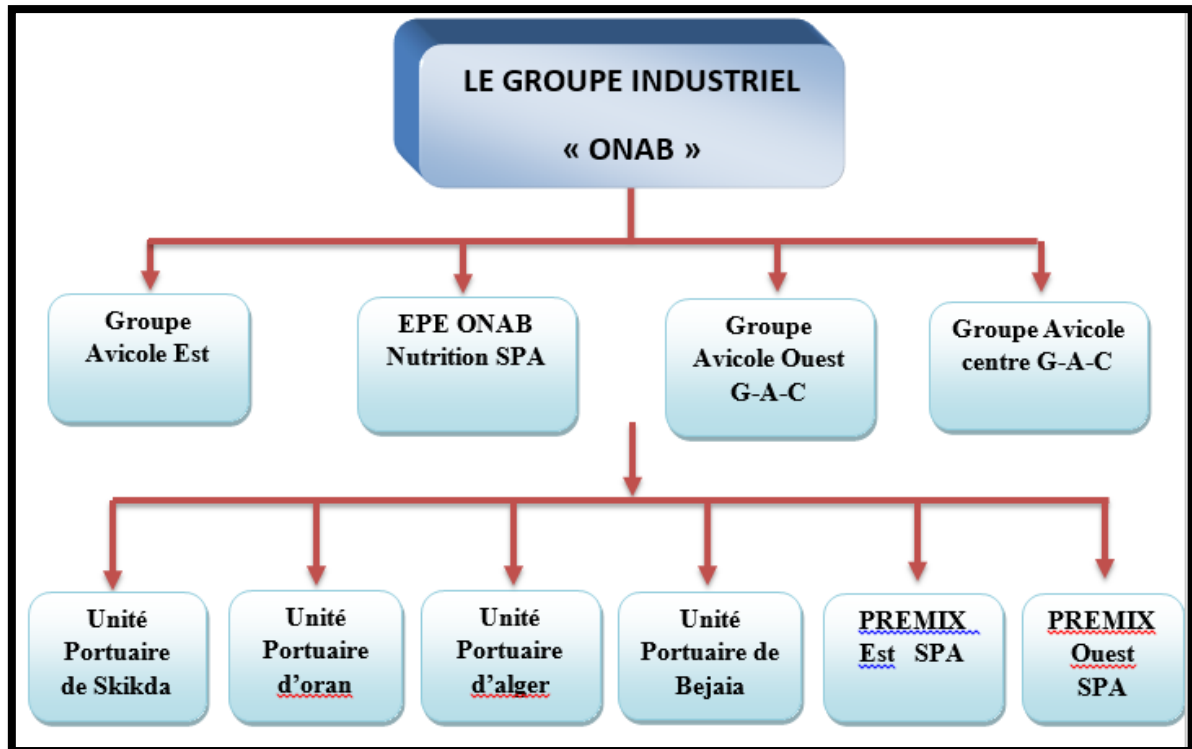 LE GROUPE INDUSTRIEL
« ONAB »
Groupe
Avicole Est
EPE ONAB
Nutrition SPA
Groupe
Avicole Ouest
G-A-C
Groupe Avicole
centre G-A-C
Unité
Portuaire
de Skikda
Unité
Portuaire
d'oran
Unité
Portuaire
d'alger
Unité
Portuaire de
Bejaia
PREMIX
Est SPA
PREMIX
Ouest
SPA